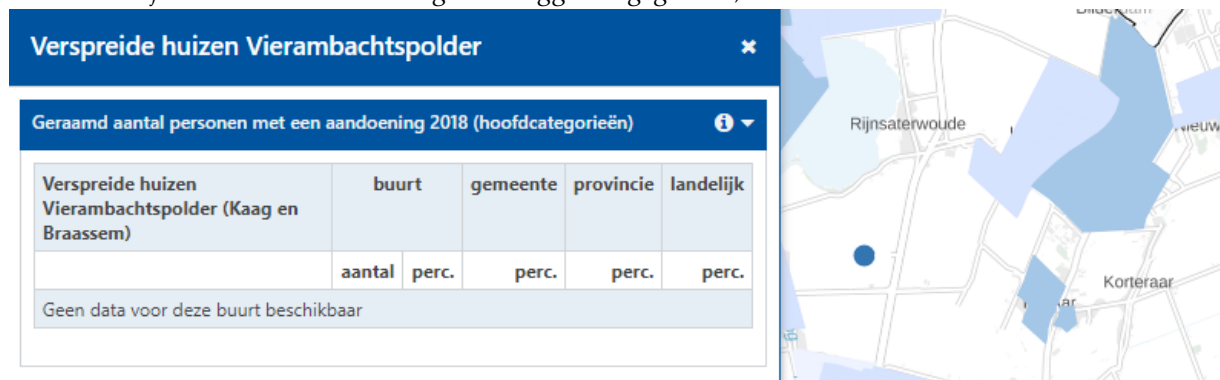 Verspreide huizen Vierambachtspolder
Geraamd aantal personen met een aandoening 2018 (hoofdcategorieën)
Verspreide huizen
Vierambachtspolder (Kaag en
Braassem)
buurt
gemeente
provincie
landelijk
aantal
perc.
perc.
perc.
perc.
Geen data voor deze buurt beschikbaar
Rijnsaterwoude
Korteraar